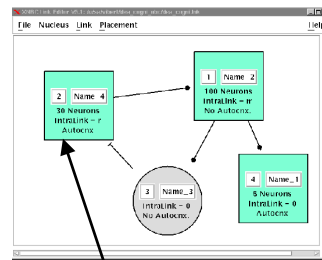 File Nucleus Link Placement Help
1 Name_2
100 Neurons
IntraLink = rr
No Autocnx.
2 Name_4
30 Neurons
IntraLink = r
Autocnx
3 Name_3
IntraLink = 0
No Autocnx.
4 Name_1
5 Neurons
IntraLink = 0
Autocnx